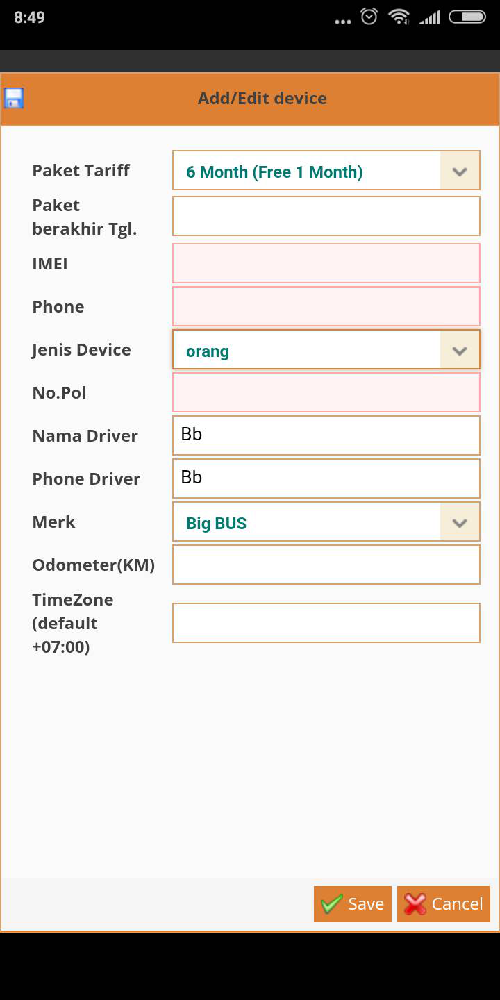 8:49
Add/Edit device
Paket Tariff
6 Month (Free 1 Month)
Paket
berakhir Tgl.
IMEI
Phone
Jenis Device
orang
No.Pol
Nama Driver
Bb
Phone Driver
Bb
Merk
Big BUS
Odometer(KM)
TimeZone
(default
+07:00)
Save
Cancel